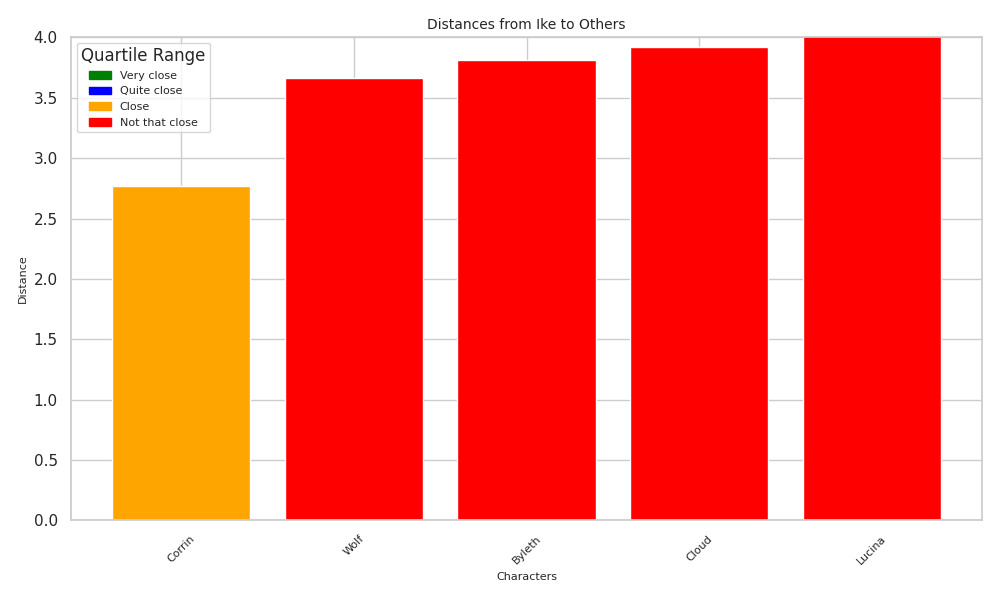 Distances from Ike to Others
Quartile Range
Very close
Quite close
Close
Not that close
4.0
3.5
3.0
2.5
2.0
1.5
1.0
0.5
0.0
Distance
Corrin
Wolf
Byleth
Cloud
Lucina
Characters